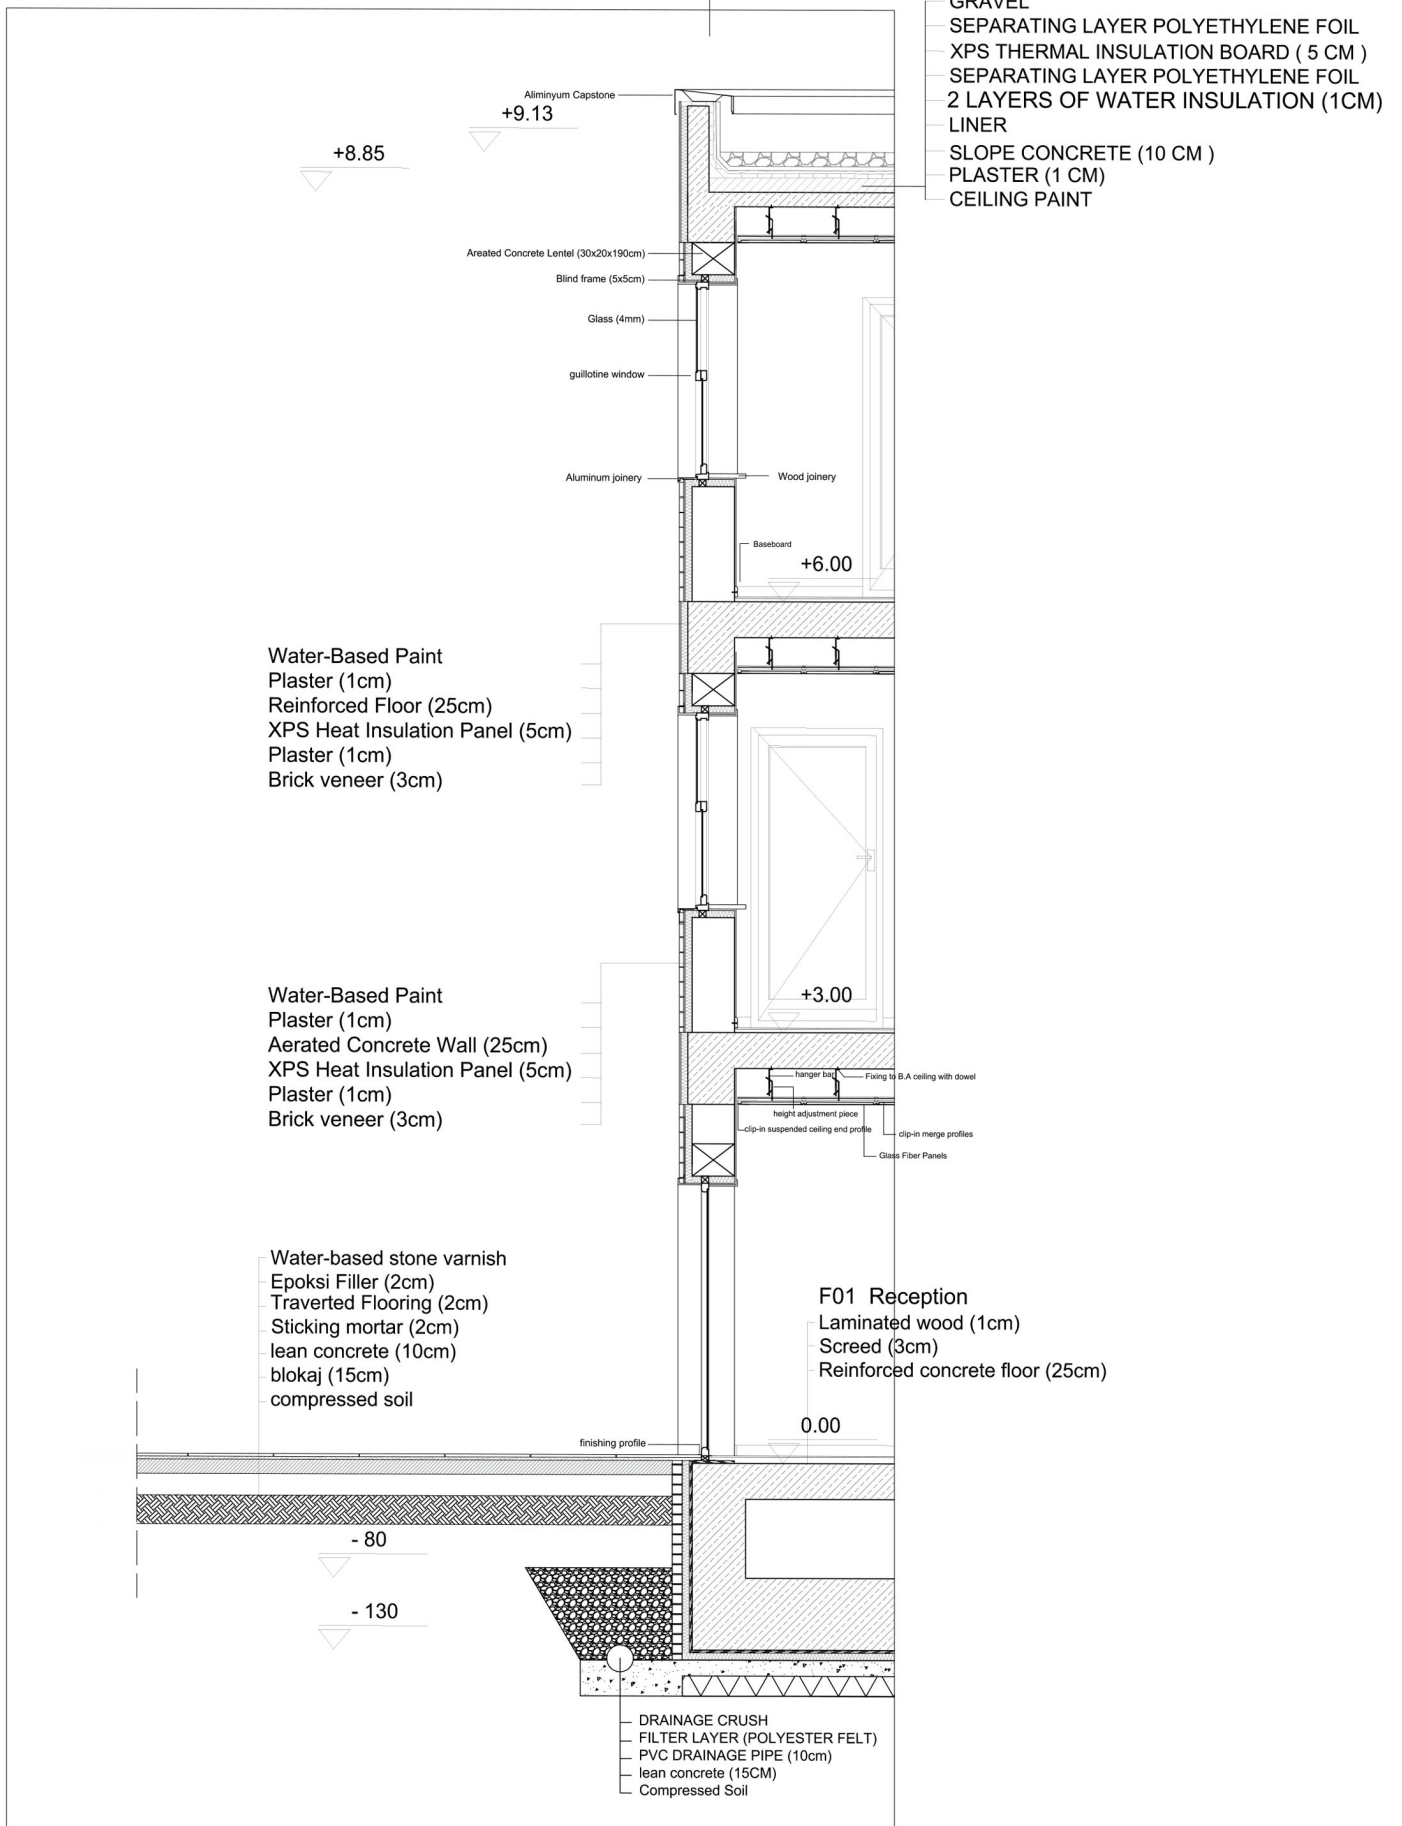 GRAVEL
SEPARATING LAYER POLYETHYLENE FOIL
XPS THERMAL INSULATION BOARD ( 5 CM )
SEPARATING LAYER POLYETHYLENE FOIL
2 LAYERS OF WATER INSULATION (1CM)
LINER
SLOPE CONCRETE (10 CM )
PLASTER (1 CM)
CEILING PAINT
Aliminyum Capstone
+9.13
+8.85
Areated Concrete Lentel (30x20x190cm)
Blind frame (5x5cm)
Glass (4mm)
guillotine window
Aluminum joinery
Wood joinery
Baseboard
+6.00
Water-Based Paint
Plaster (1cm)
Reinforced Floor (25cm)
XPS Heat Insulation Panel (5cm)
Plaster (1cm)
Brick veneer (3cm)
+3.00
Water-Based Paint
Plaster (1cm)
Aerated Concrete Wall (25cm)
XPS Heat Insulation Panel (5cm)
Plaster (1cm)
Brick veneer (3cm)
hanger bar
Fixing to B.A ceiling with dowel
height adjustment piece
clip-in suspended ceiling end profile
clip-in merge profiles
Glass Fiber Panels
Water-based stone varnish
Epoksi Filler (2cm)
Traverted Flooring (2cm)
Sticking mortar (2cm)
lean concrete (10cm)
blokaj (15cm)
compressed soil
F01 Reception
Laminated wood (1cm)
Screed (3cm)
Reinforced concrete floor (25cm)
0.00
finishing profile
- 80
- 130
DRAINAGE CRUSH
FILTER LAYER (POLYESTER FELT)
PVC DRAINAGE PIPE (10cm)
lean concrete (15CM)
Compressed Soil